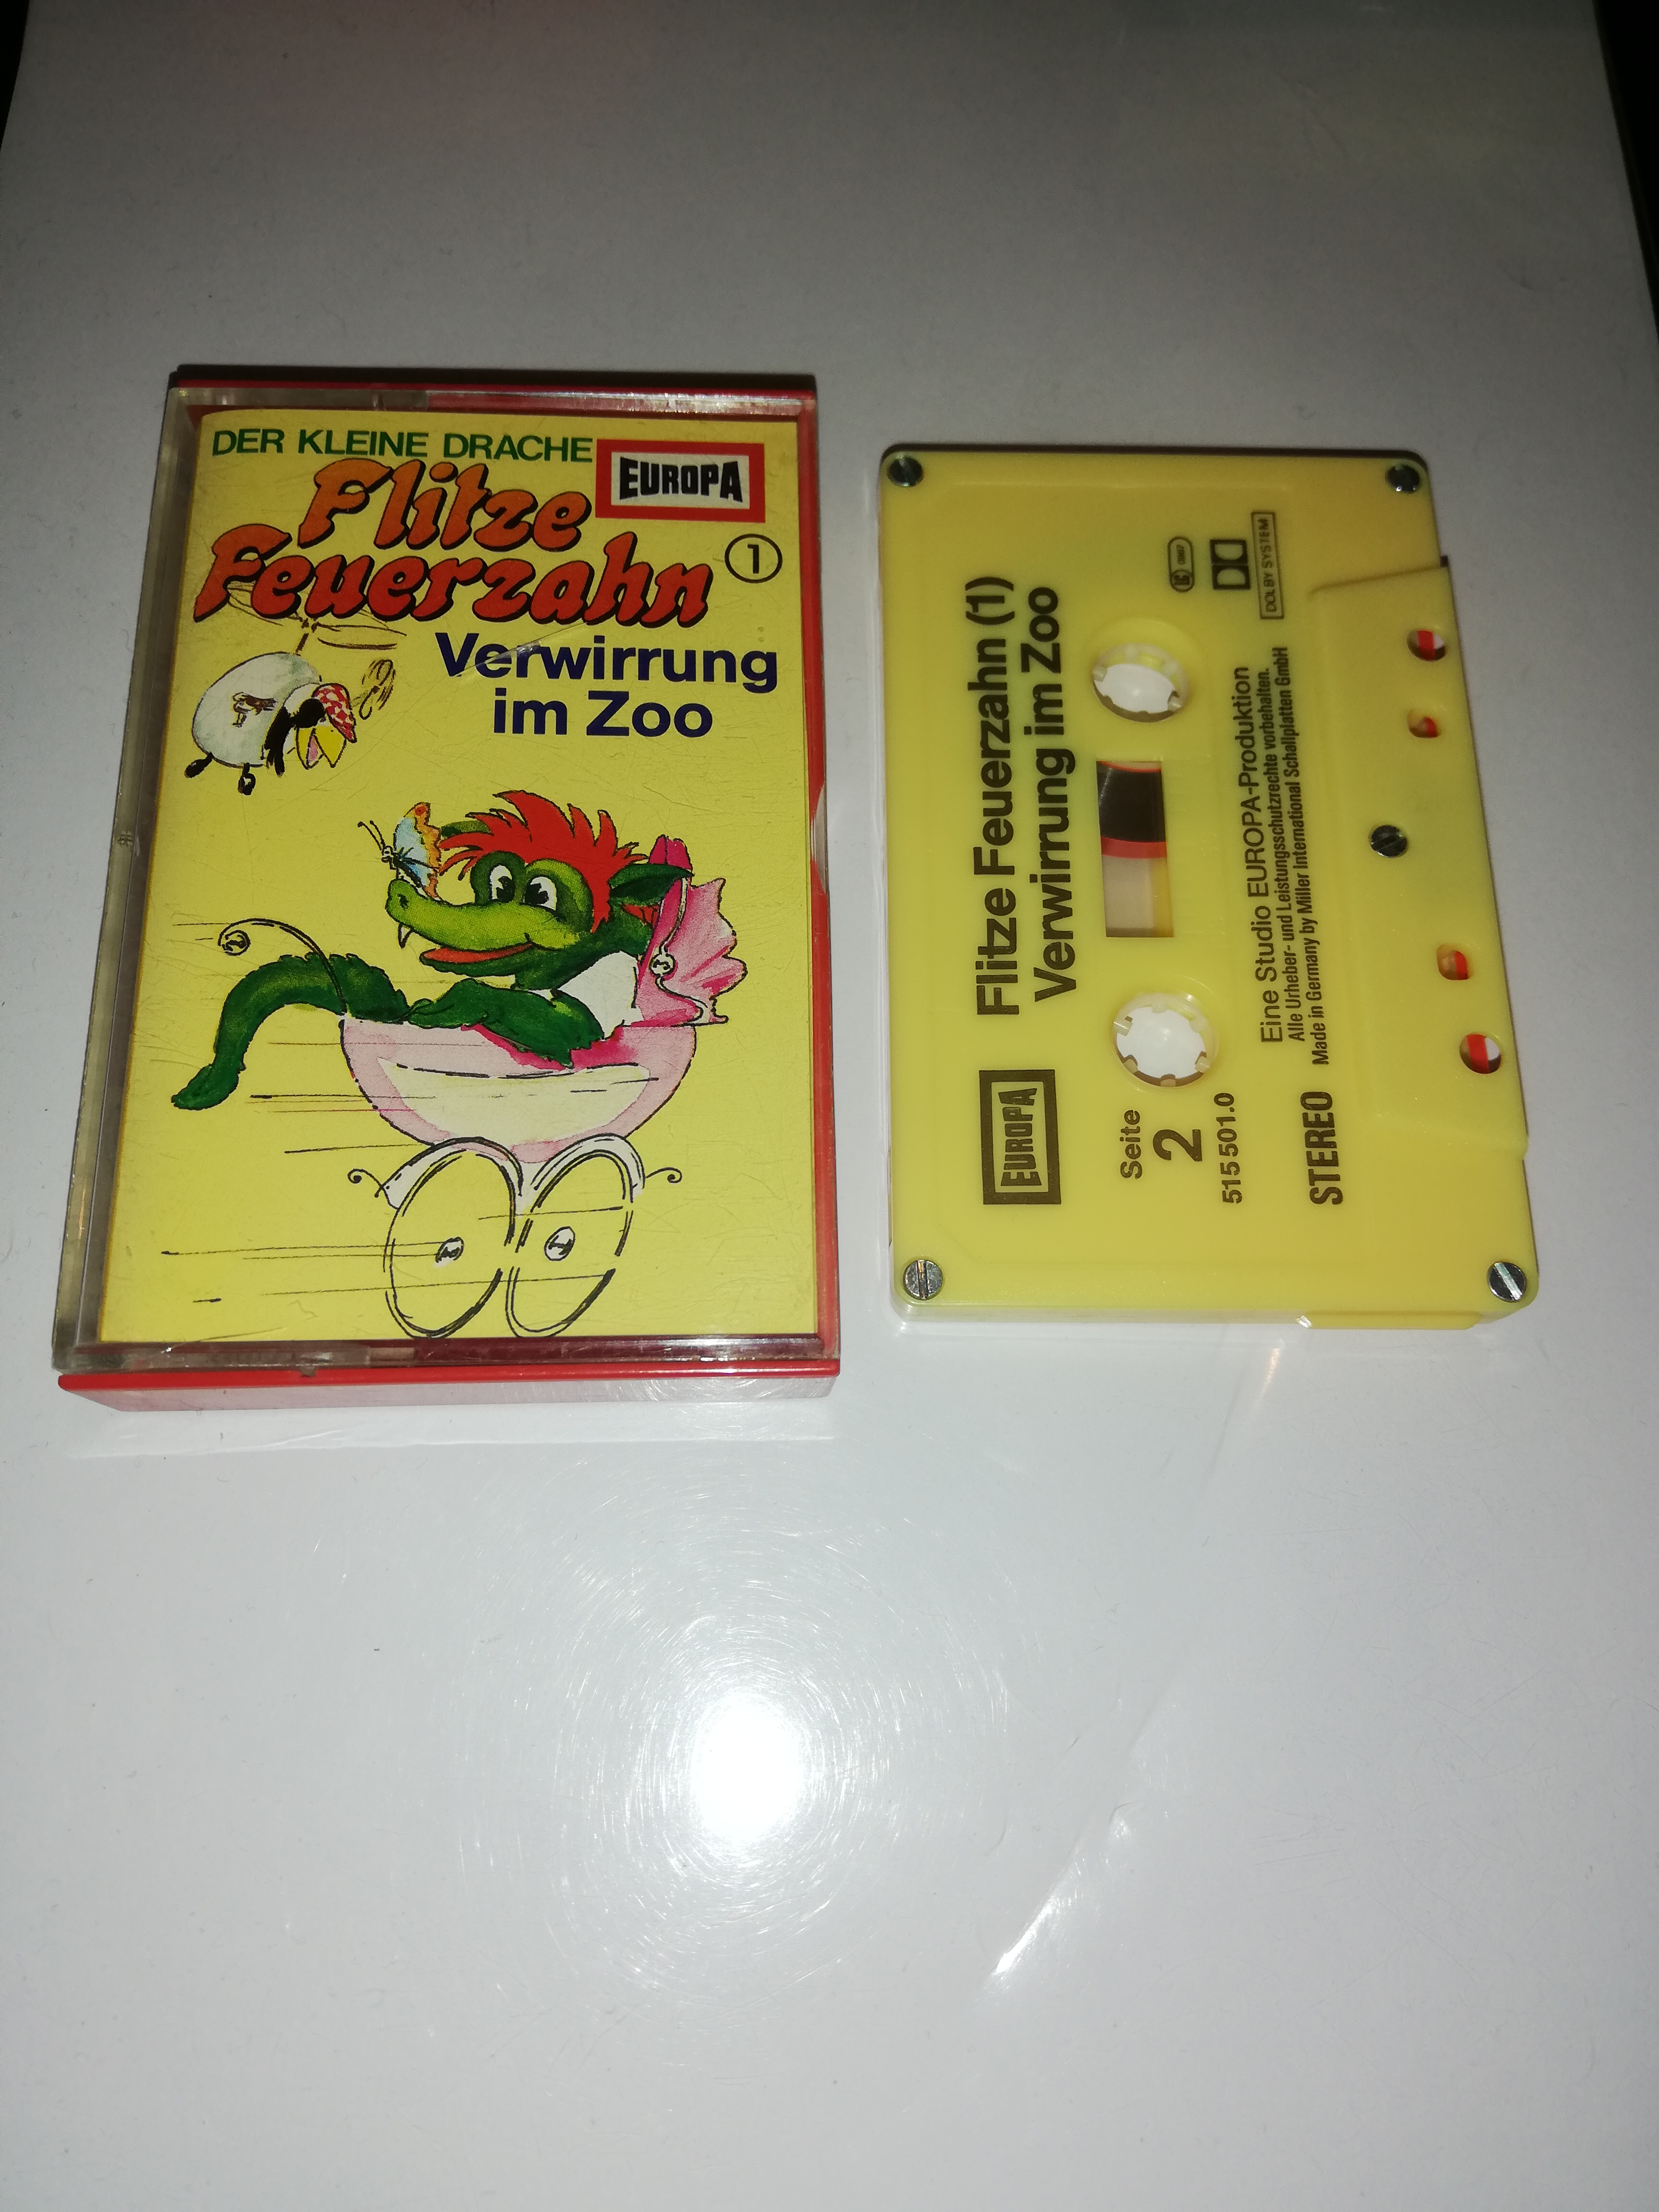 DER KLEINE DRACHE
EUROPA
Flitze
Feuerzahn
1
Verwirrung
im Zoo
EUROPA
Flitze Feuerzahn (1)
Verwirrung im Zoo
Seite
2
515 501.0
STEREO
Eine Studio EUROPA-Produktion
Alle Urheber- und Leistungsschutzrechte vorbehalten.
Made in Germany by Miller International Schallplatten GmbH
LC
DOLBY SYSTEM